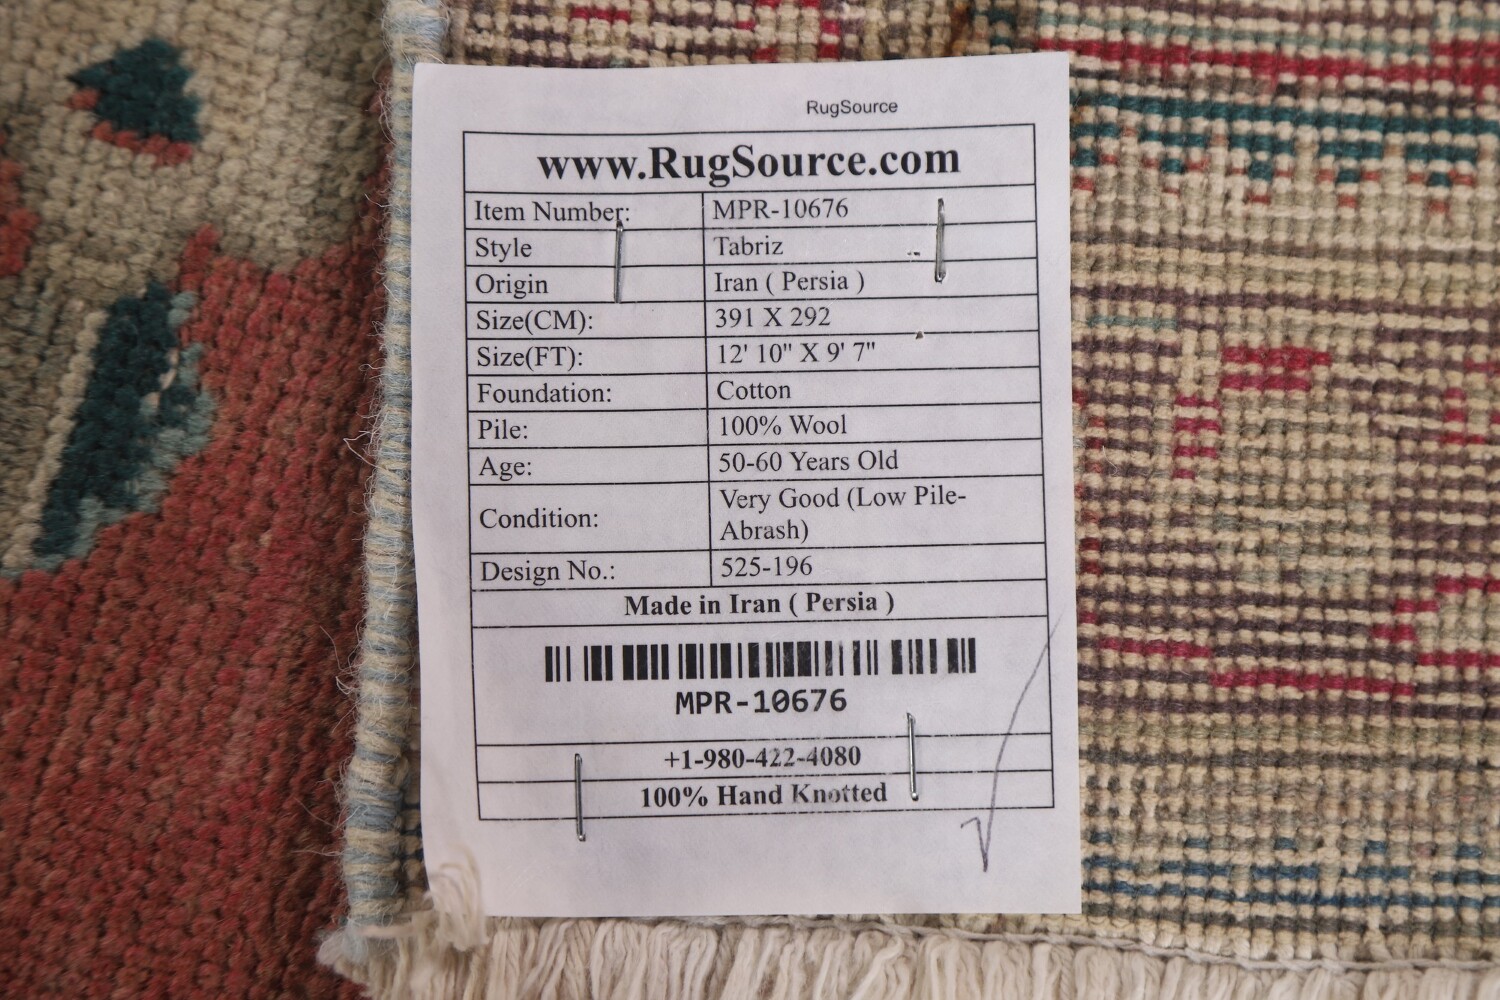 RugSource
www.RugSource.com
Item Number: MPR-10676
Style Tabriz
Origin Iran ( Persia )
Size(CM): 391 X 292
Size(FT): 12' 10" X 9' 7"
Foundation: Cotton
Pile: 100% Wool
Age: 50-60 Years Old
Condition: Very Good (Low Pile-
Abrash)
Design No.: 525-196
Made in Iran ( Persia )
MPR-10676
+1-980-422-4080
100% Hand Knotted